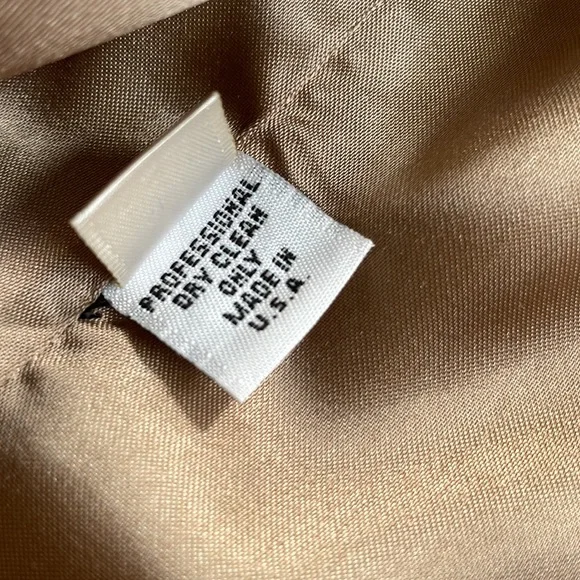 PROFESSIONAL
DRY CLEAN
ONLY
MADE IN
U.S.A.